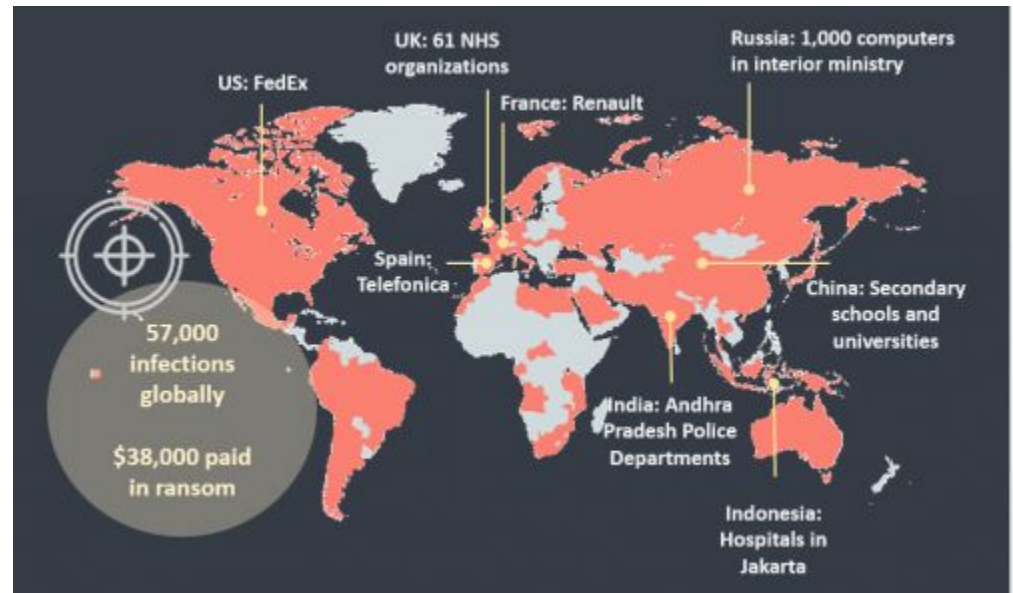 UK: 61 NHS
organizations
Russia: 1,000 computers
in interior ministry
US: FedEx
France: Renault
Spain:
Telefonica
China: Secondary
schools and
universities
57,000
infections
globally
$38,000 paid
in ransom
India: Andhra
Pradesh Police
Departments
Indonesia:
Hospitals in
Jakarta